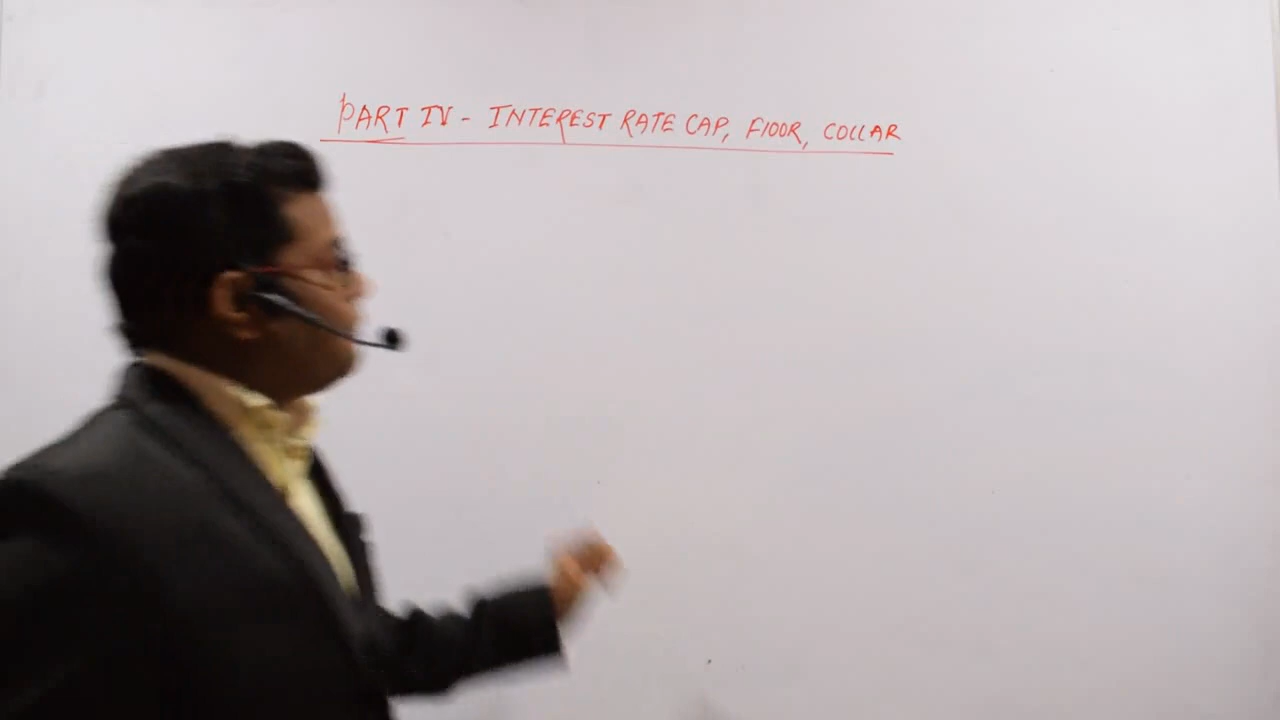 PART IV - INTEREST RATE CAP, FlOOR, COLLAR